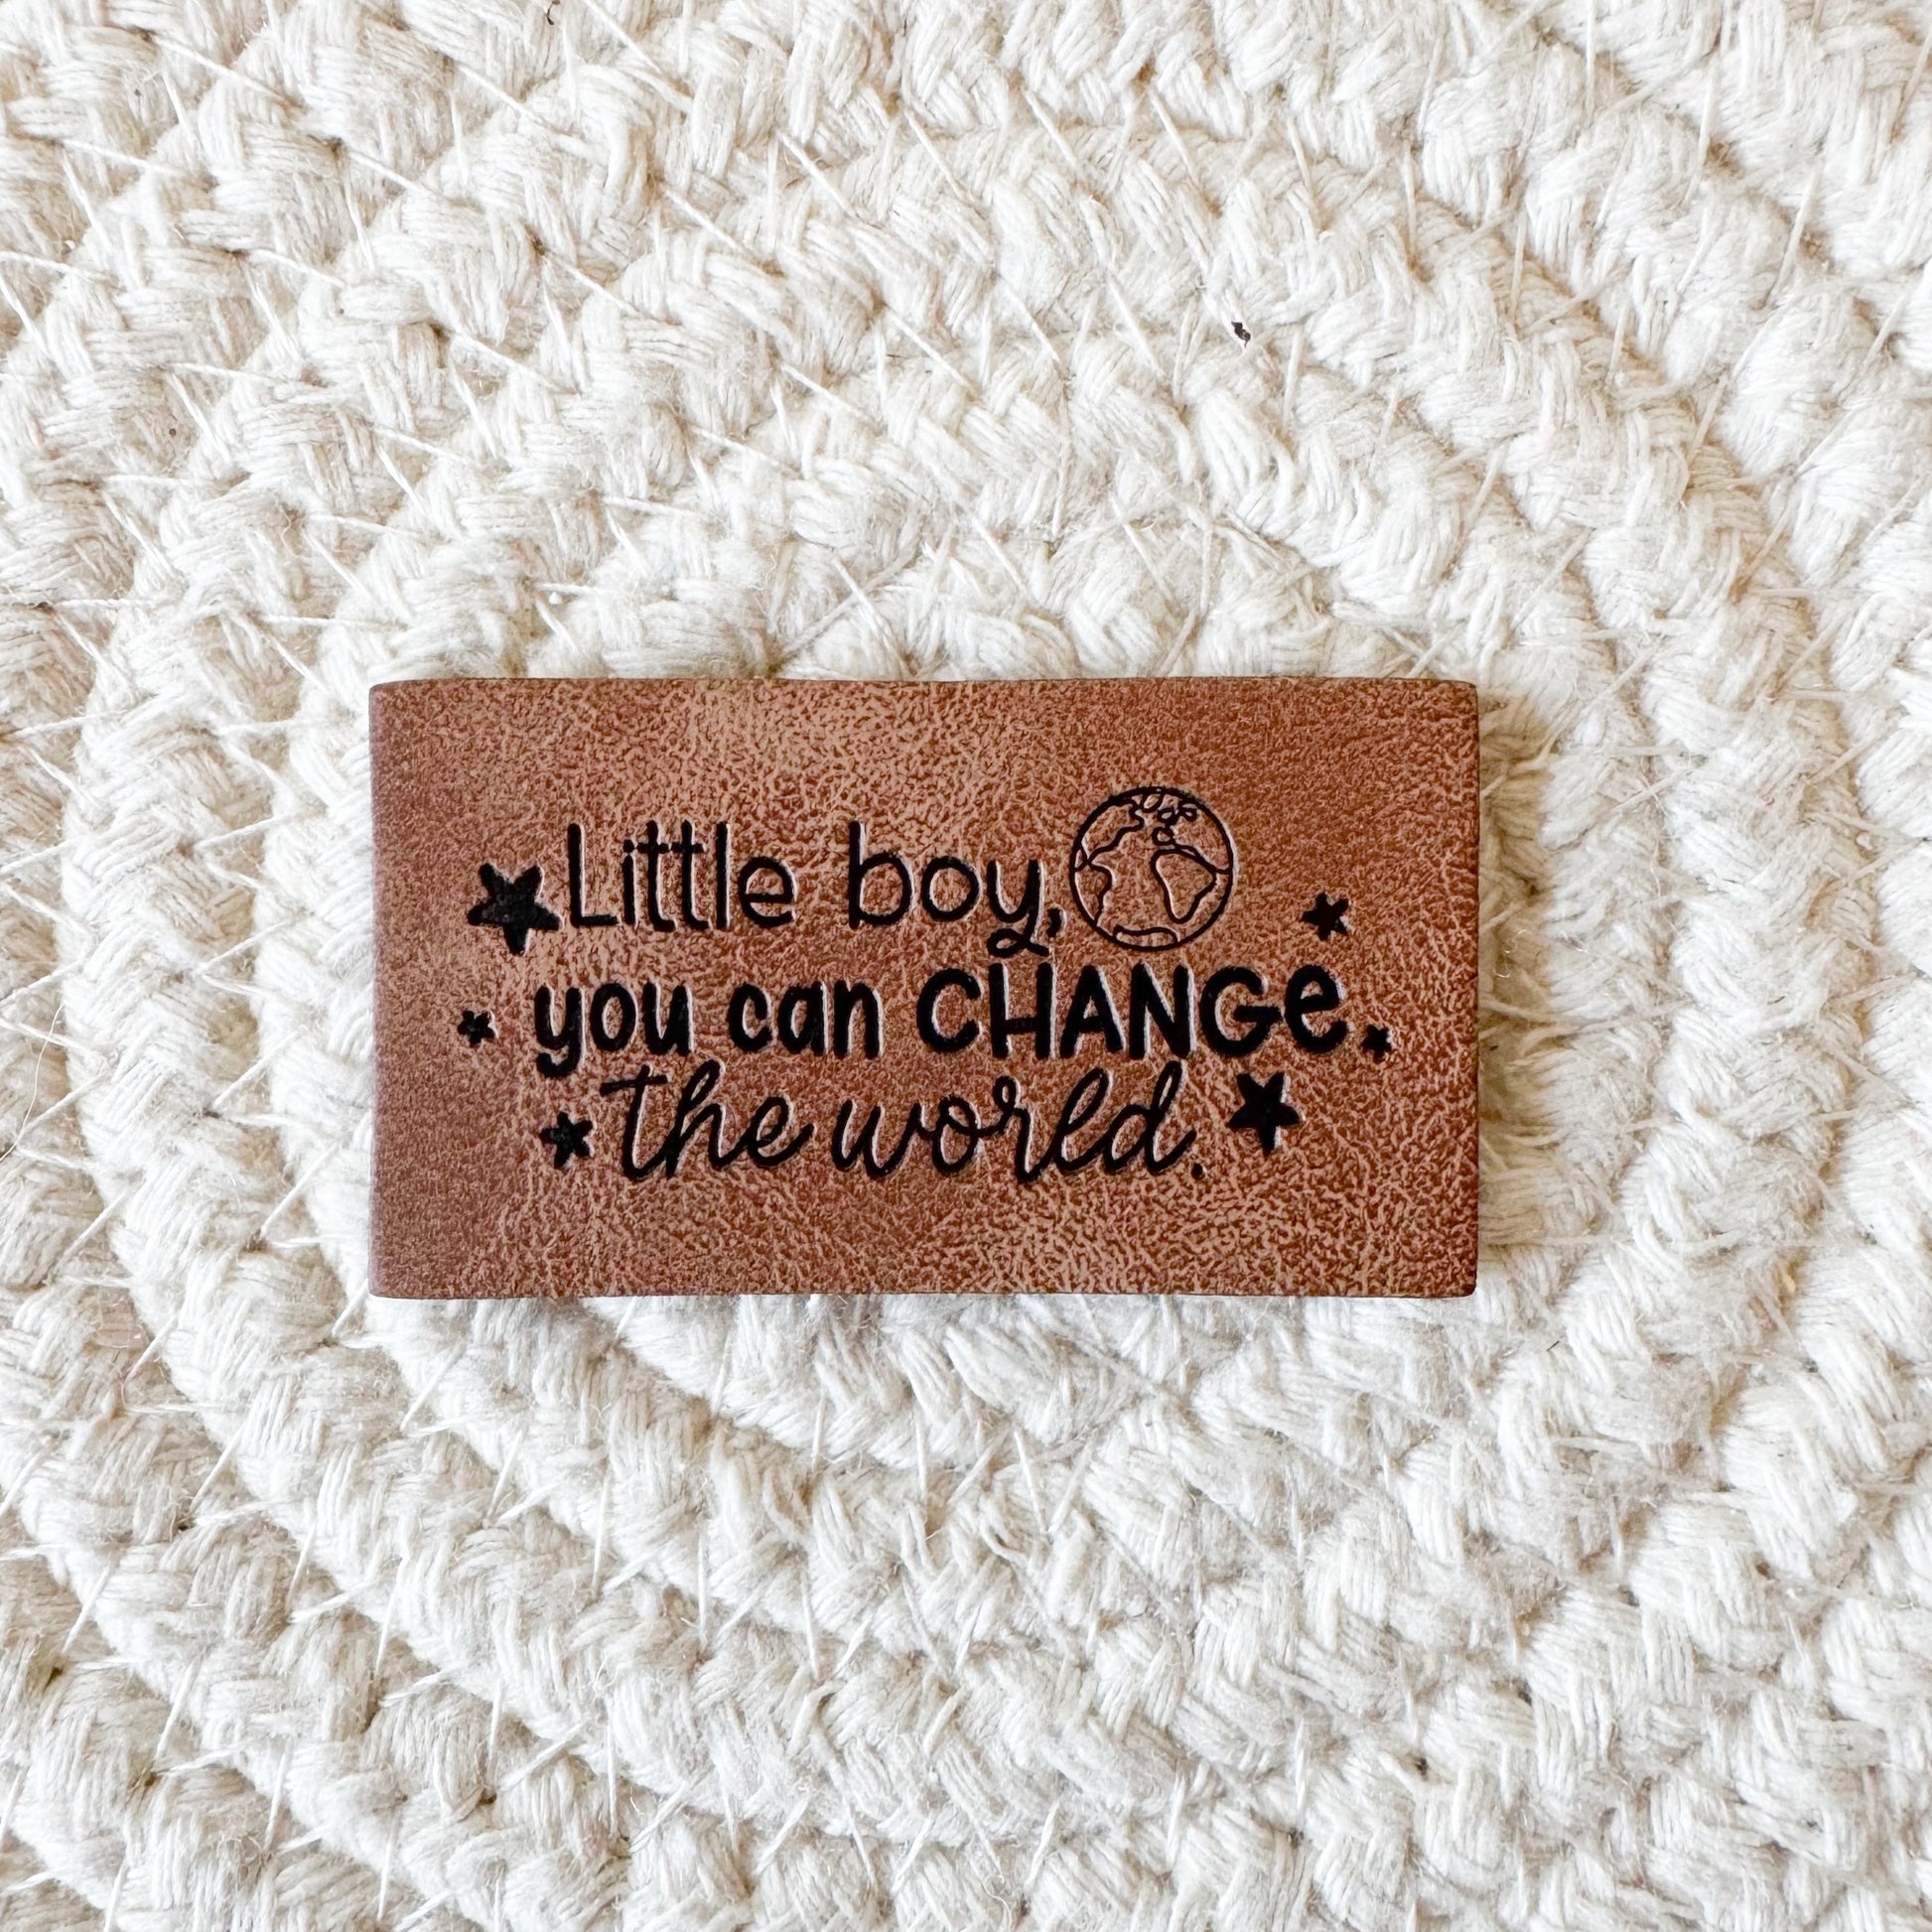 Little boy,
you can CHANGe
the world.